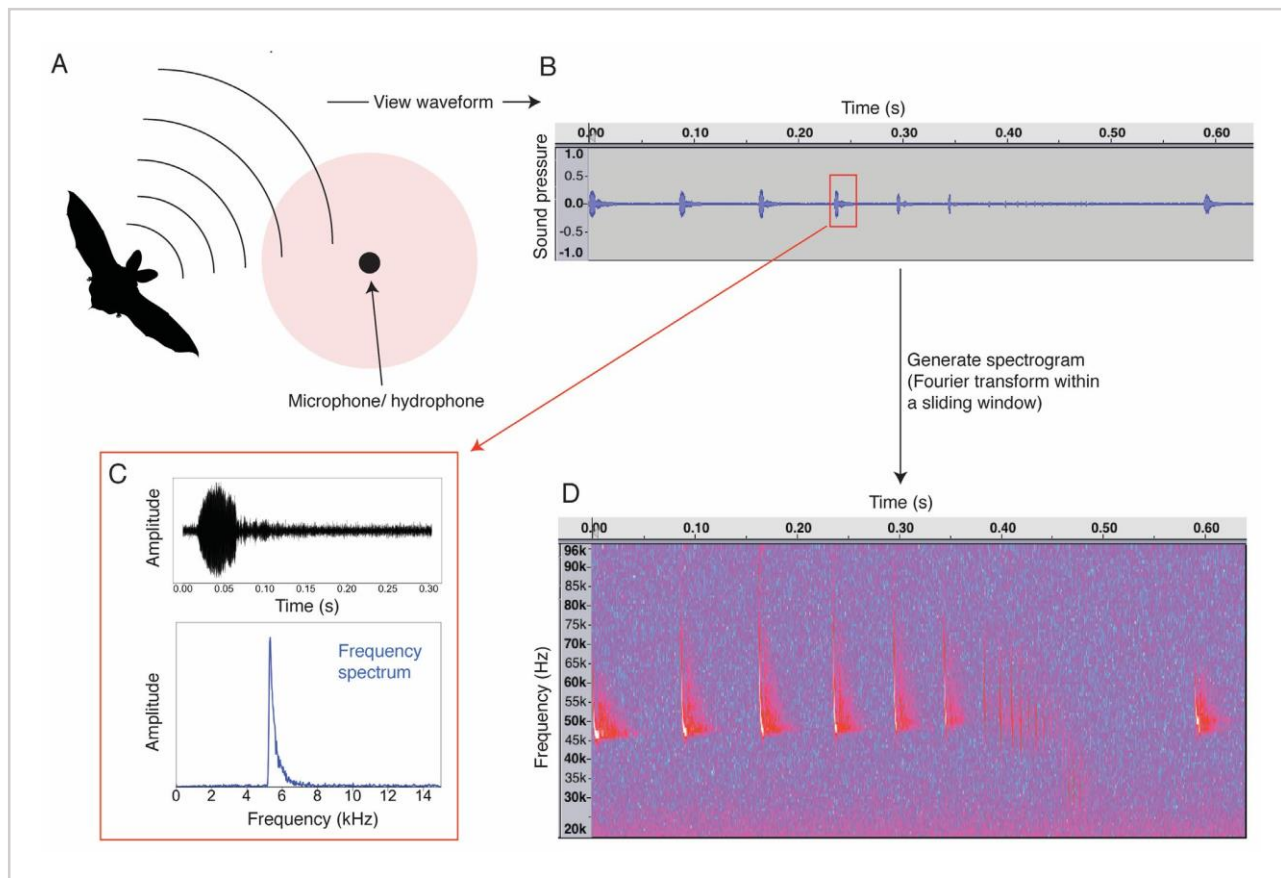 A
View waveform
Microphone/ hydrophone
B
Time (s)
0.00 0.10 0.20 0.30 0.40 0.50 0.60
Sound pressure
1.0
0.5
0.0
-0.5
-1.0
Generate spectrogram
(Fourier transform within
a sliding window)
C
Amplitude
0.00 0.05 0.10 0.15 0.20 0.25 0.30
Time (s)
Frequency
spectrum
Amplitude
0 2 4 6 8 10 12 14
Frequency (kHz)
D
Time (s)
0.00 0.10 0.20 0.30 0.40 0.50 0.60
Frequency (Hz)
96k
90k
85k
80k
75k
70k
65k
60k
55k
50k
45k
40k
35k
30k
20k